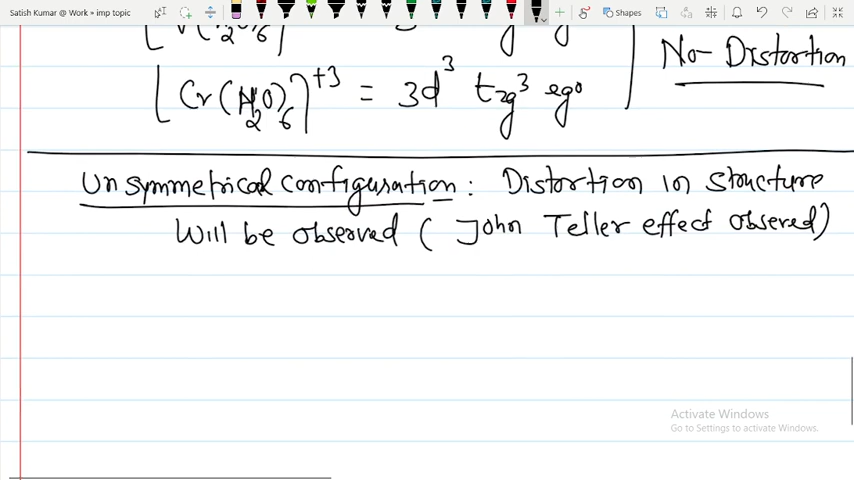 Satish Kumar @ Work » imp topic
Shapes
No- Distortion
[Cr(H2O)6]+3 = 3d3 t2g3 eg0
Unsymmetrical configuration : Distortion in structure
Will be observed ( John Teller effect observed)
Activate Windows
Go to Settings to activate Windows.